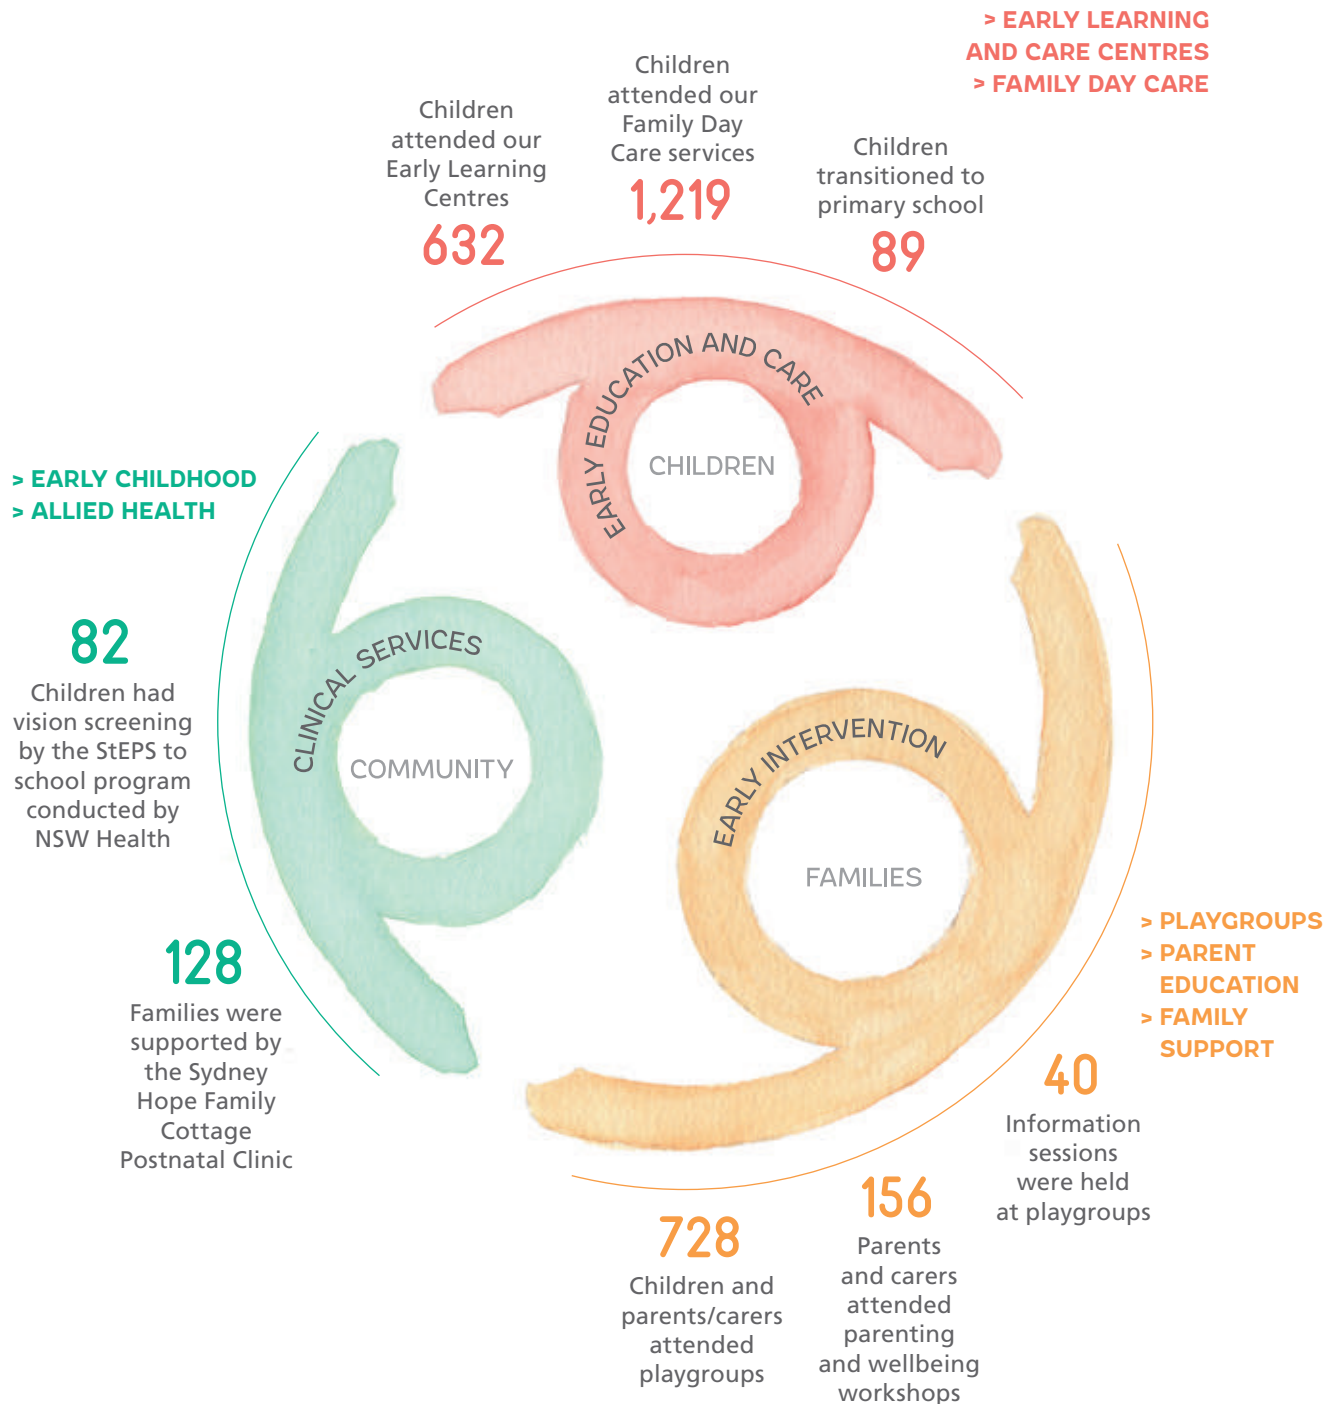 > EARLY LEARNING
AND CARE CENTRES
> FAMILY DAY CARE
Children
attended our
Early Learning
Centres
632
Children
attended our
Family Day
Care services
1,219
Children
transitioned to
primary school
89
EARLY EDUCATION AND CARE
CHILDREN
> EARLY CHILDHOOD
> ALLIED HEALTH
82
Children had
vision screening
by the StEPS to
school program
conducted by
NSW Health
128
Families were
supported by
the Sydney
Hope Family
Cottage
Postnatal Clinic
CLINICAL SERVICES
COMMUNITY
EARLY INTERVENTION
FAMILIES
> PLAYGROUPS
> PARENT
EDUCATION
> FAMILY
SUPPORT
40
Information
sessions
were held
at playgroups
156
Parents
and carers
attended
parenting
and wellbeing
workshops
728
Children and
parents/carers
attended
playgroups